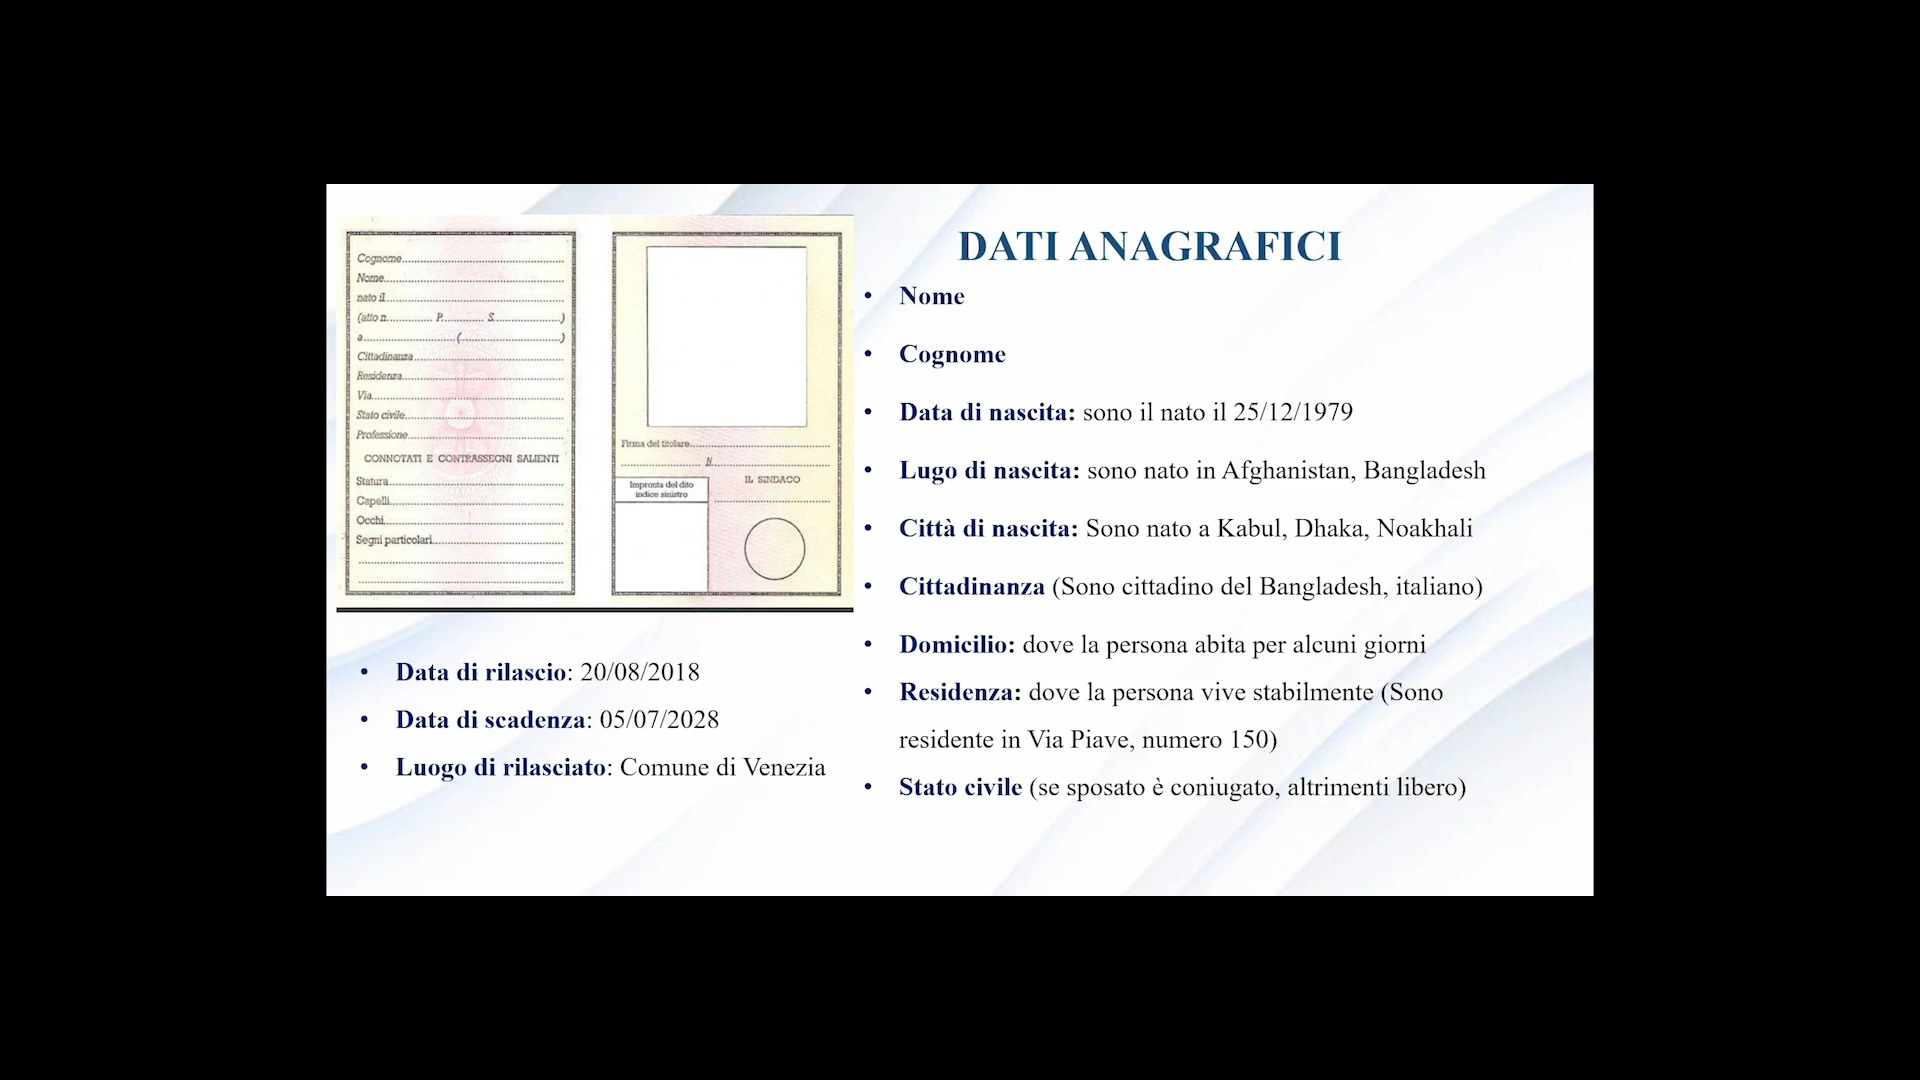 Cognome
Nome
nato il
(atto n. P. S. )
a ( )
Cittadinanza
Residenza
Via
Stato civile
Professione
CONNOTATI E CONTRASSEGNI SALIENTI
Statura
Capelli
Occhi
Segni particolari
Firma del titolare
li
Impronta del dito
indice sinistro
IL SINDACO
• Data di rilascio: 20/08/2018
• Data di scadenza: 05/07/2028
• Luogo di rilasciato: Comune di Venezia
DATI ANAGRAFICI
• Nome
• Cognome
• Data di nascita: sono il nato il 25/12/1979
• Lugo di nascita: sono nato in Afghanistan, Bangladesh
• Città di nascita: Sono nato a Kabul, Dhaka, Noakhali
• Cittadinanza (Sono cittadino del Bangladesh, italiano)
• Domicilio: dove la persona abita per alcuni giorni
• Residenza: dove la persona vive stabilmente (Sono
residente in Via Piave, numero 150)
• Stato civile (se sposato è coniugato, altrimenti libero)